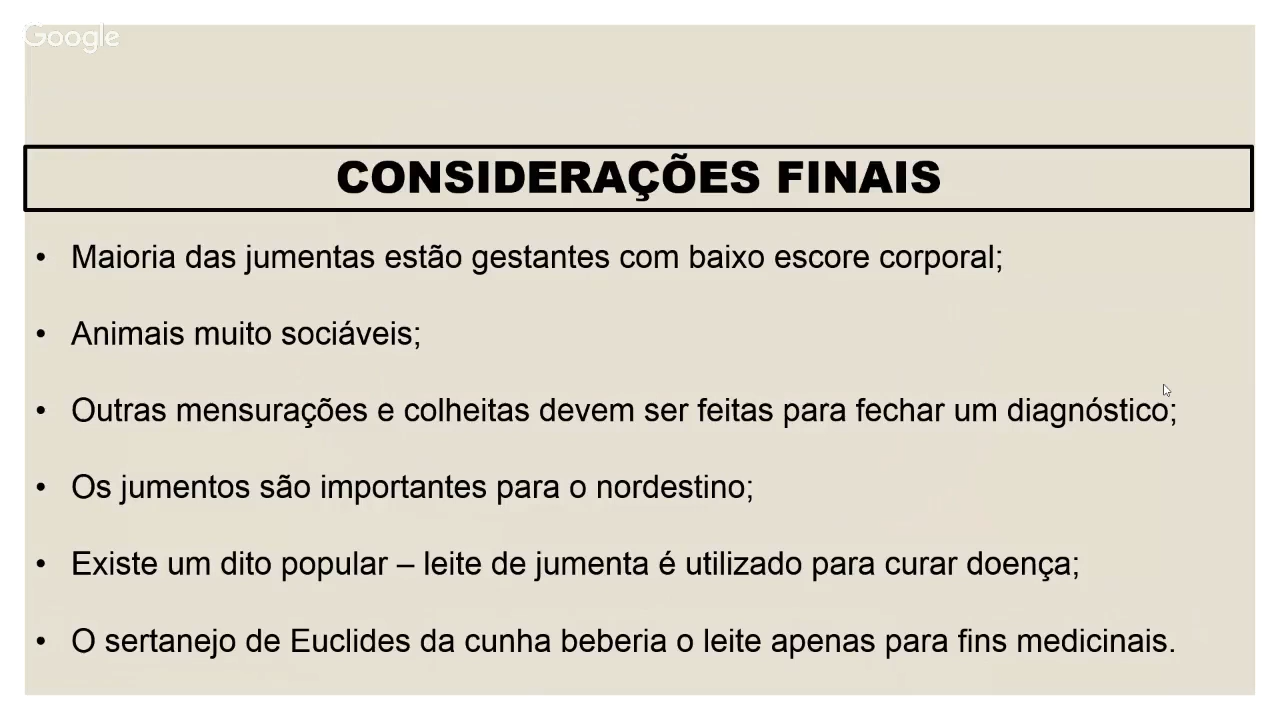 Google
CONSIDERAÇÕES FINAIS
• Maioria das jumentas estão gestantes com baixo escore corporal;
• Animais muito sociáveis;
• Outras mensurações e colheitas devem ser feitas para fechar um diagnóstico;
• Os jumentos são importantes para o nordestino;
• Existe um dito popular – leite de jumenta é utilizado para curar doença;
• O sertanejo de Euclides da cunha beberia o leite apenas para fins medicinais.